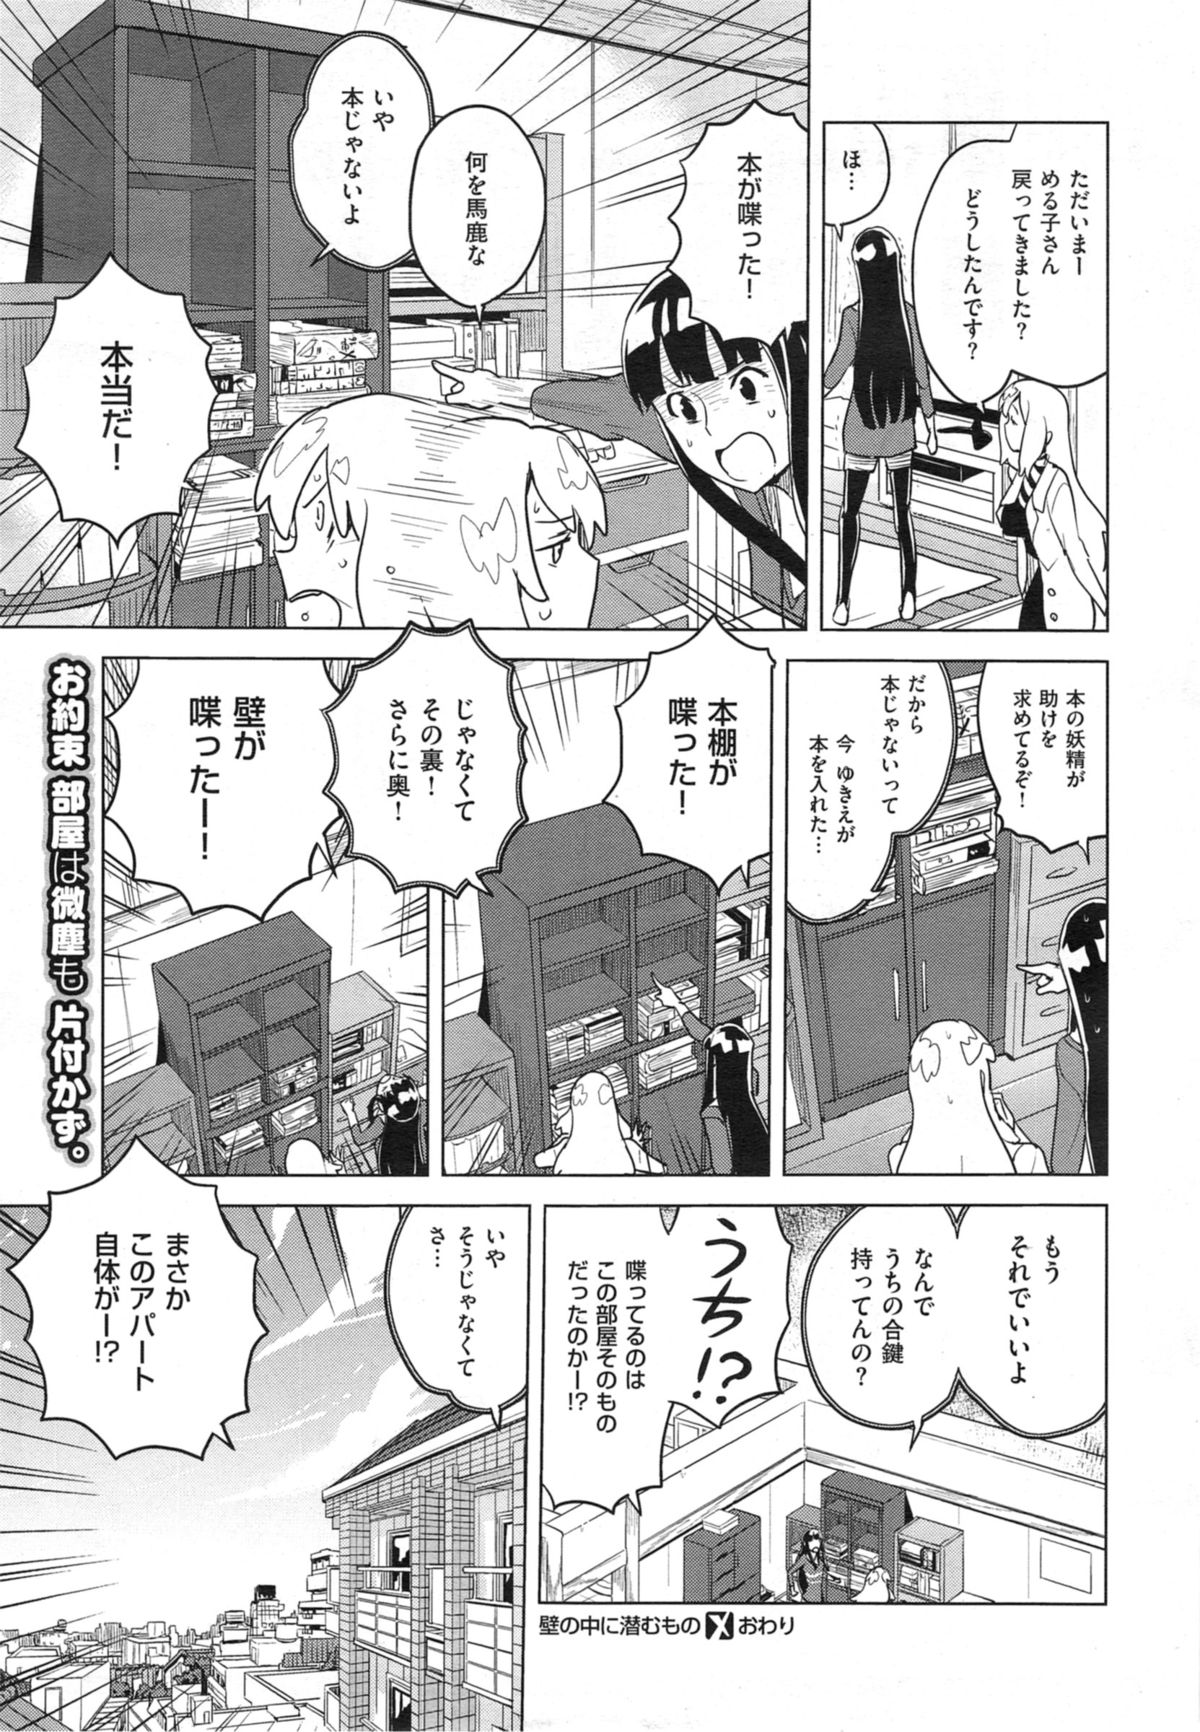 ただいまー
める子さん
戻ってきました?
どうしたんです?
ほ…
本が喋った!
何を馬鹿な
いや
本じゃないよ
本当だ!
本の妖精が
助けを
求めてるぞ!
だから
本じゃないって
今 ゆきえが
本を入れた…
本棚が
喋った!
じゃなくて
その裏!
さらに奥!
壁が
喋ったー!
お約束 部屋は微塵も片付かず。
もう
それでいいよ
なんで
うちの合鍵
持ってんの?
うち!?
喋ってるのは
この部屋そのもの
だったのかー!?
いや
そうじゃなくて
さ…
まさか
このアパート
自体がー!?
壁の中に潜むもの X おわり